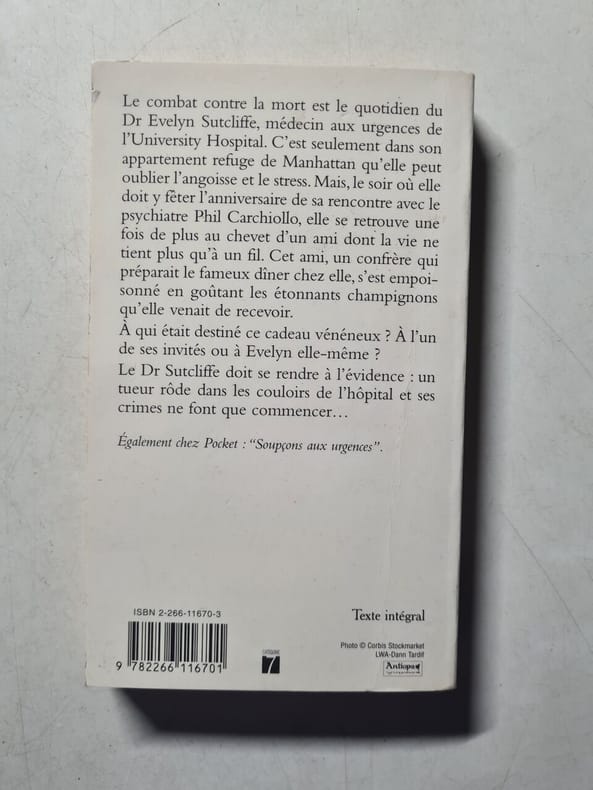 Le combat contre la mort est le quotidien du
Dr Evelyn Sutcliffe, médecin aux urgences de
l'University Hospital. C'est seulement dans son
appartement refuge de Manhattan qu'elle peut
oublier l'angoisse et le stress. Mais, le soir où elle
doit y fêter l'anniversaire de sa rencontre avec le
psychiatre Phil Carchiollo, elle se retrouve une
fois de plus au chevet d'un ami dont la vie ne
tient plus qu'à un fil. Cet ami, un confrère qui
préparait le fameux dîner chez elle, s'est empoi-
sonné en goûtant les étonnants champignons
qu'elle venait de recevoir.
À qui était destiné ce cadeau vénéneux ? À l'un
de ses invités ou à Evelyn elle-même ?
Le Dr Sutcliffe doit se rendre à l'évidence : un
tueur rôde dans les couloirs de l'hôpital et ses
crimes ne font que commencer…
Également chez Pocket : "Soupçons aux urgences".
ISBN 2-266-11670-3
9 782266 116701
CATÉGORIE
7
Texte intégral
Photo © Corbis Stockmarket
LWA-Dann Tardif
Antiopa